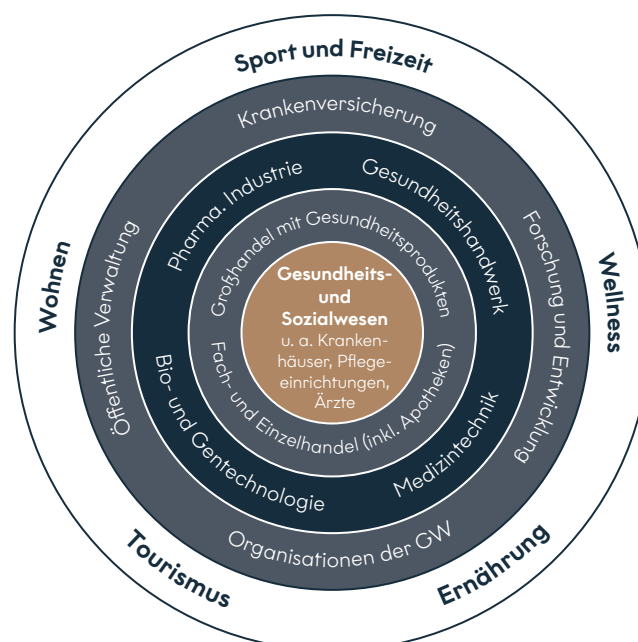 Sport und Freizeit
Krankenversicherung
Pharma. Industrie
Gesundheitshandwerk
Großhandel mit Gesundheitsprodukten
Wohnen
Öffentliche Verwaltung
Gesundheits-
und
Sozialwesen
u. a. Kranken-
häuser, Pflege-
einrichtungen,
Ärzte
Forschung und Entwicklung
Wellness
Fach- und Einzelhandel (inkl. Apotheken)
Bio- und Gentechnologie
Medizintechnik
Organisationen der GW
Tourismus
Ernährung